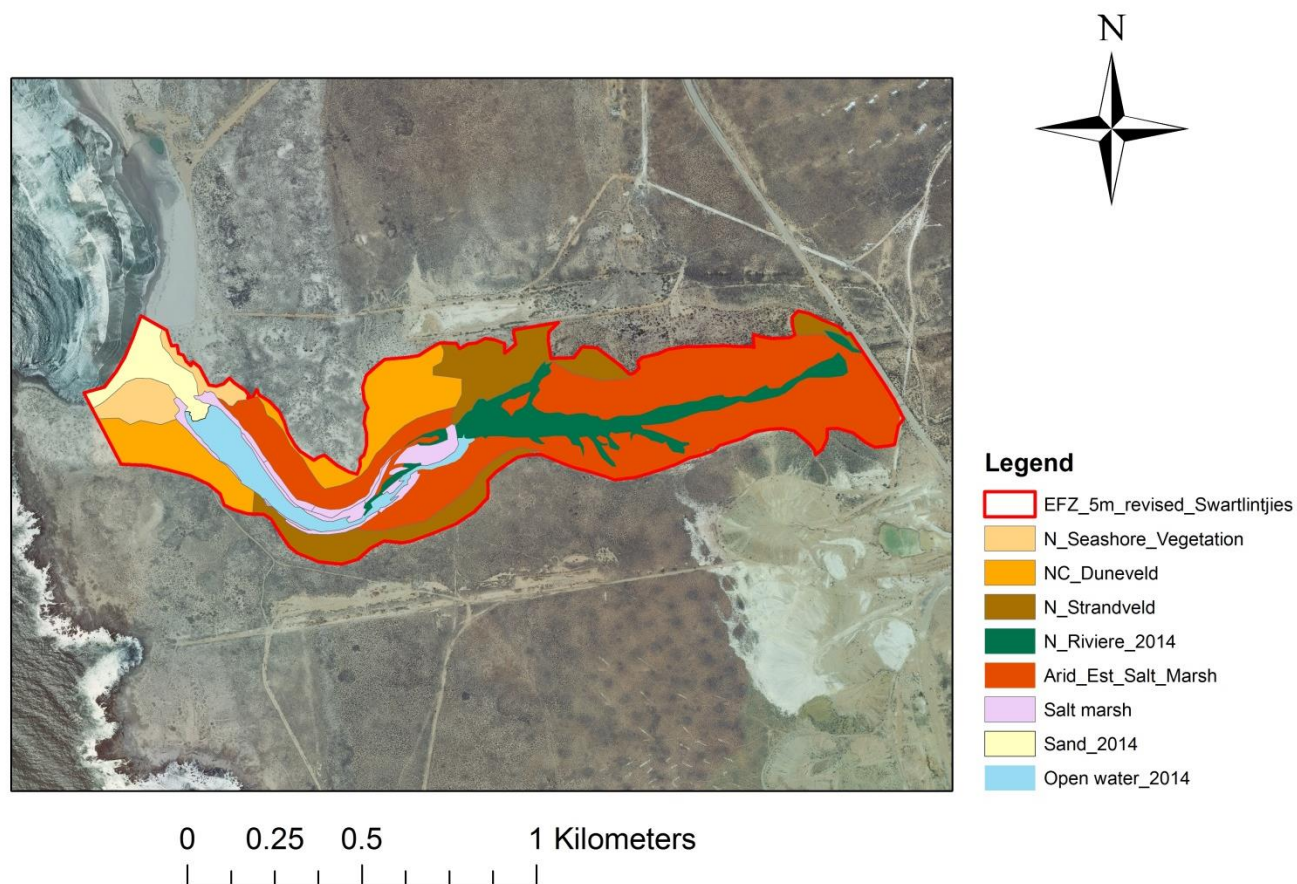 N
Legend
EFZ_5m_revised_Swartlintjies
N_Seashore_Vegetation
NC_Duneveld
N_Strandveld
N_Riviere_2014
Arid_Est_Salt_Marsh
Salt marsh
Sand_2014
Open water_2014
0 0.25 0.5 1 Kilometers